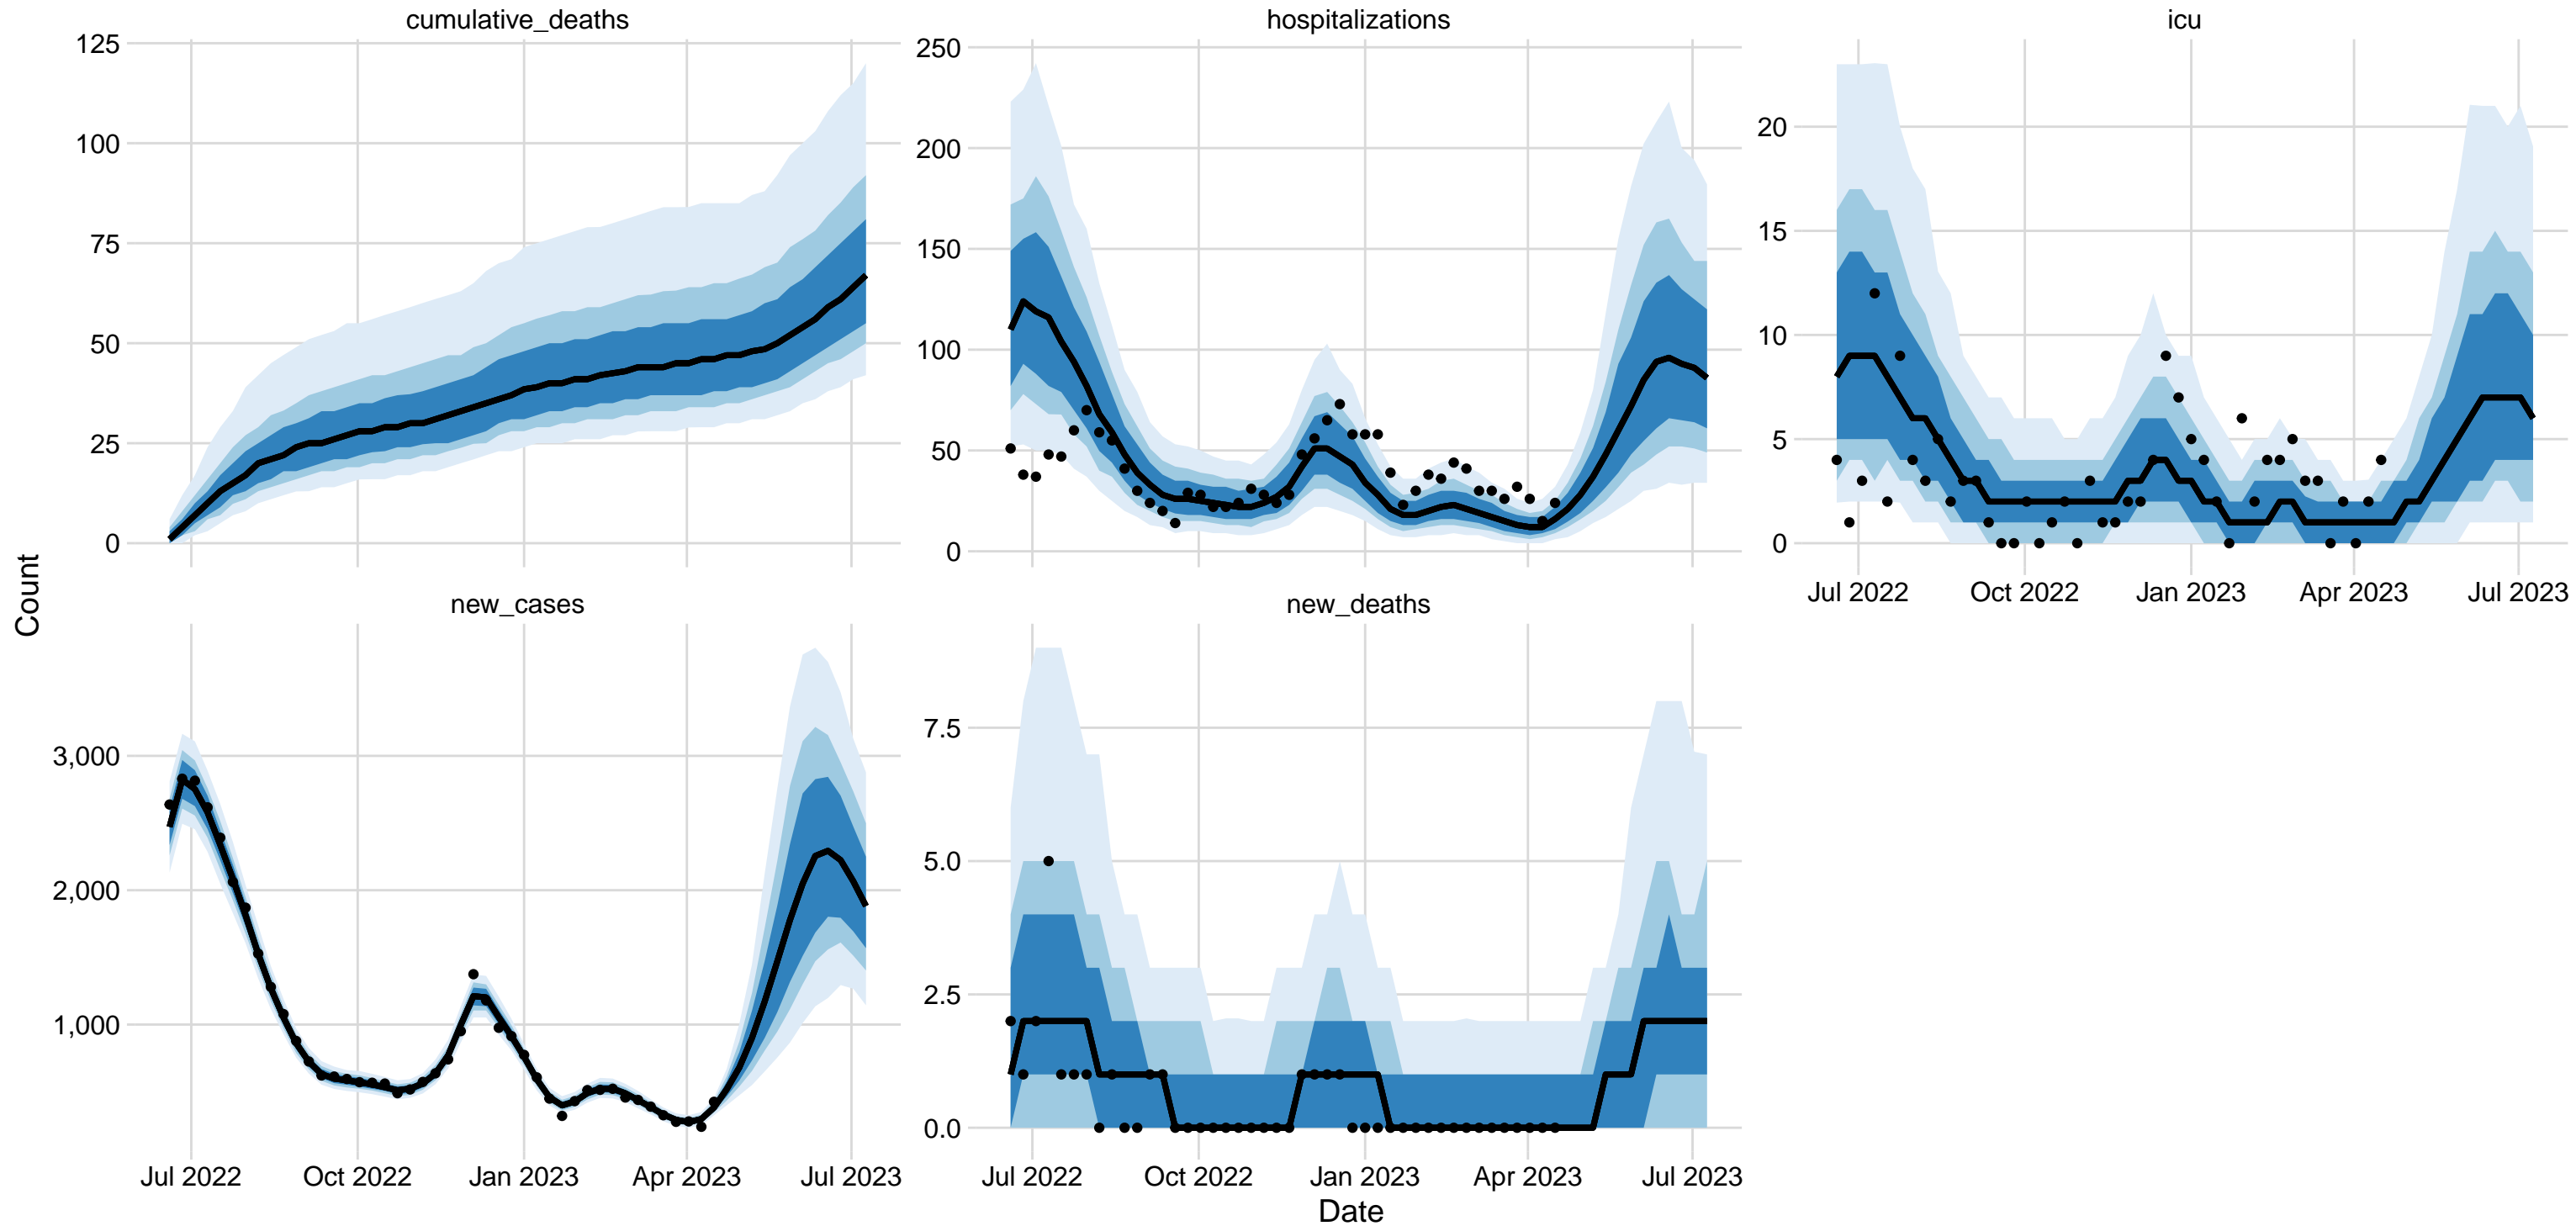 cumulative_deaths
125
100
75
50
25
0
hospitalizations
250
200
150
100
50
0
icu
20
15
10
5
0
Jul 2022 Oct 2022 Jan 2023 Apr 2023 Jul 2023
Count
new_cases
3,000
2,000
1,000
Jul 2022 Oct 2022 Jan 2023 Apr 2023 Jul 2023
new_deaths
7.5
5.0
2.5
0.0
Jul 2022 Oct 2022 Jan 2023 Apr 2023 Jul 2023
Date